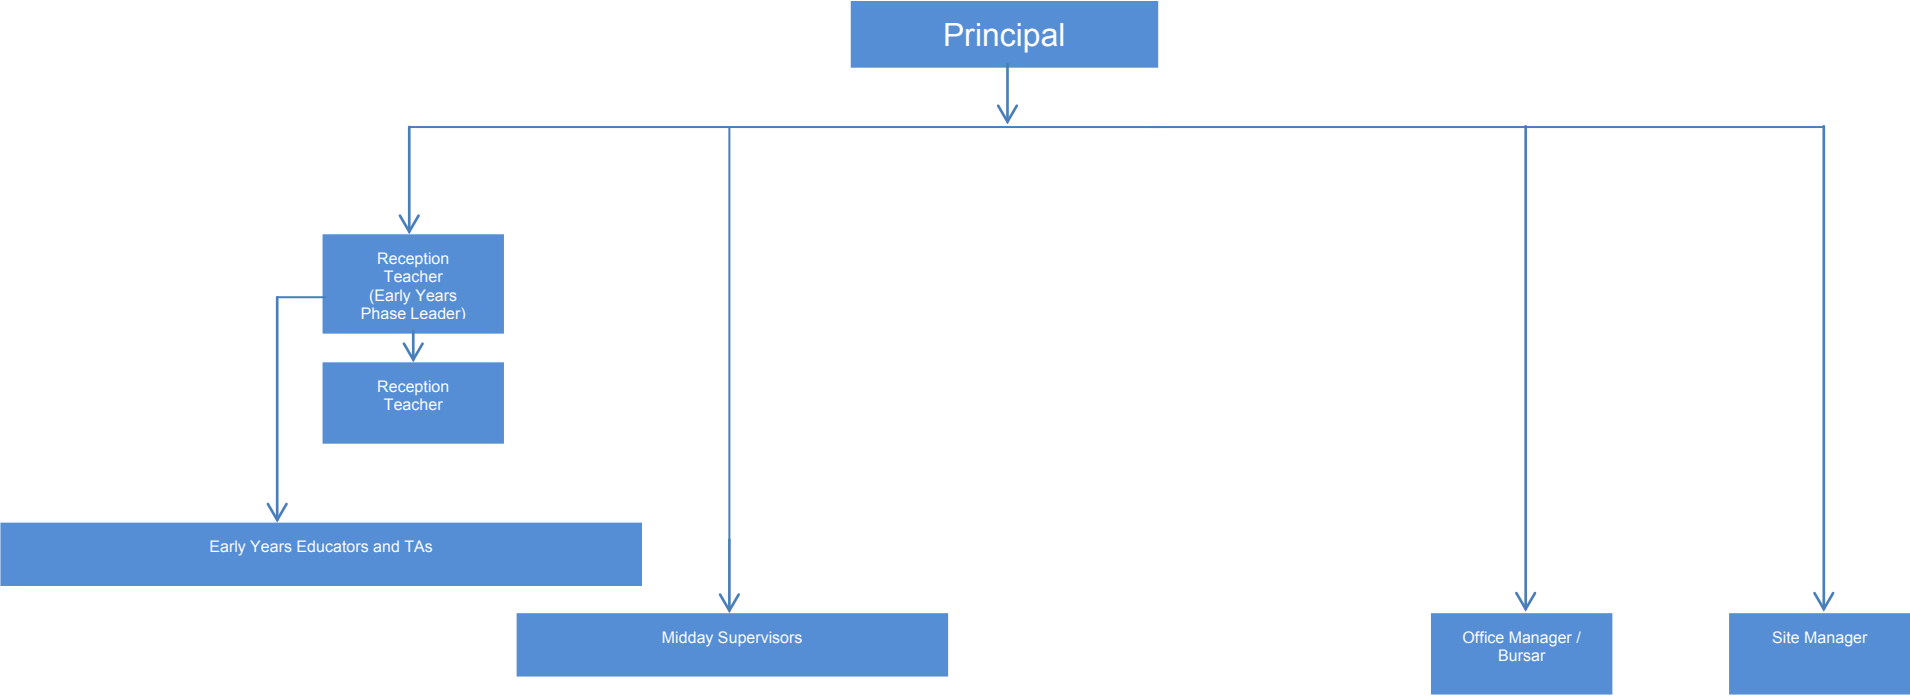 Principal
Reception
Teacher
(Early Years
Phase Leader)
Reception
Teacher
Early Years Educators and TAs
Midday Supervisors
Office Manager /
Bursar
Site Manager